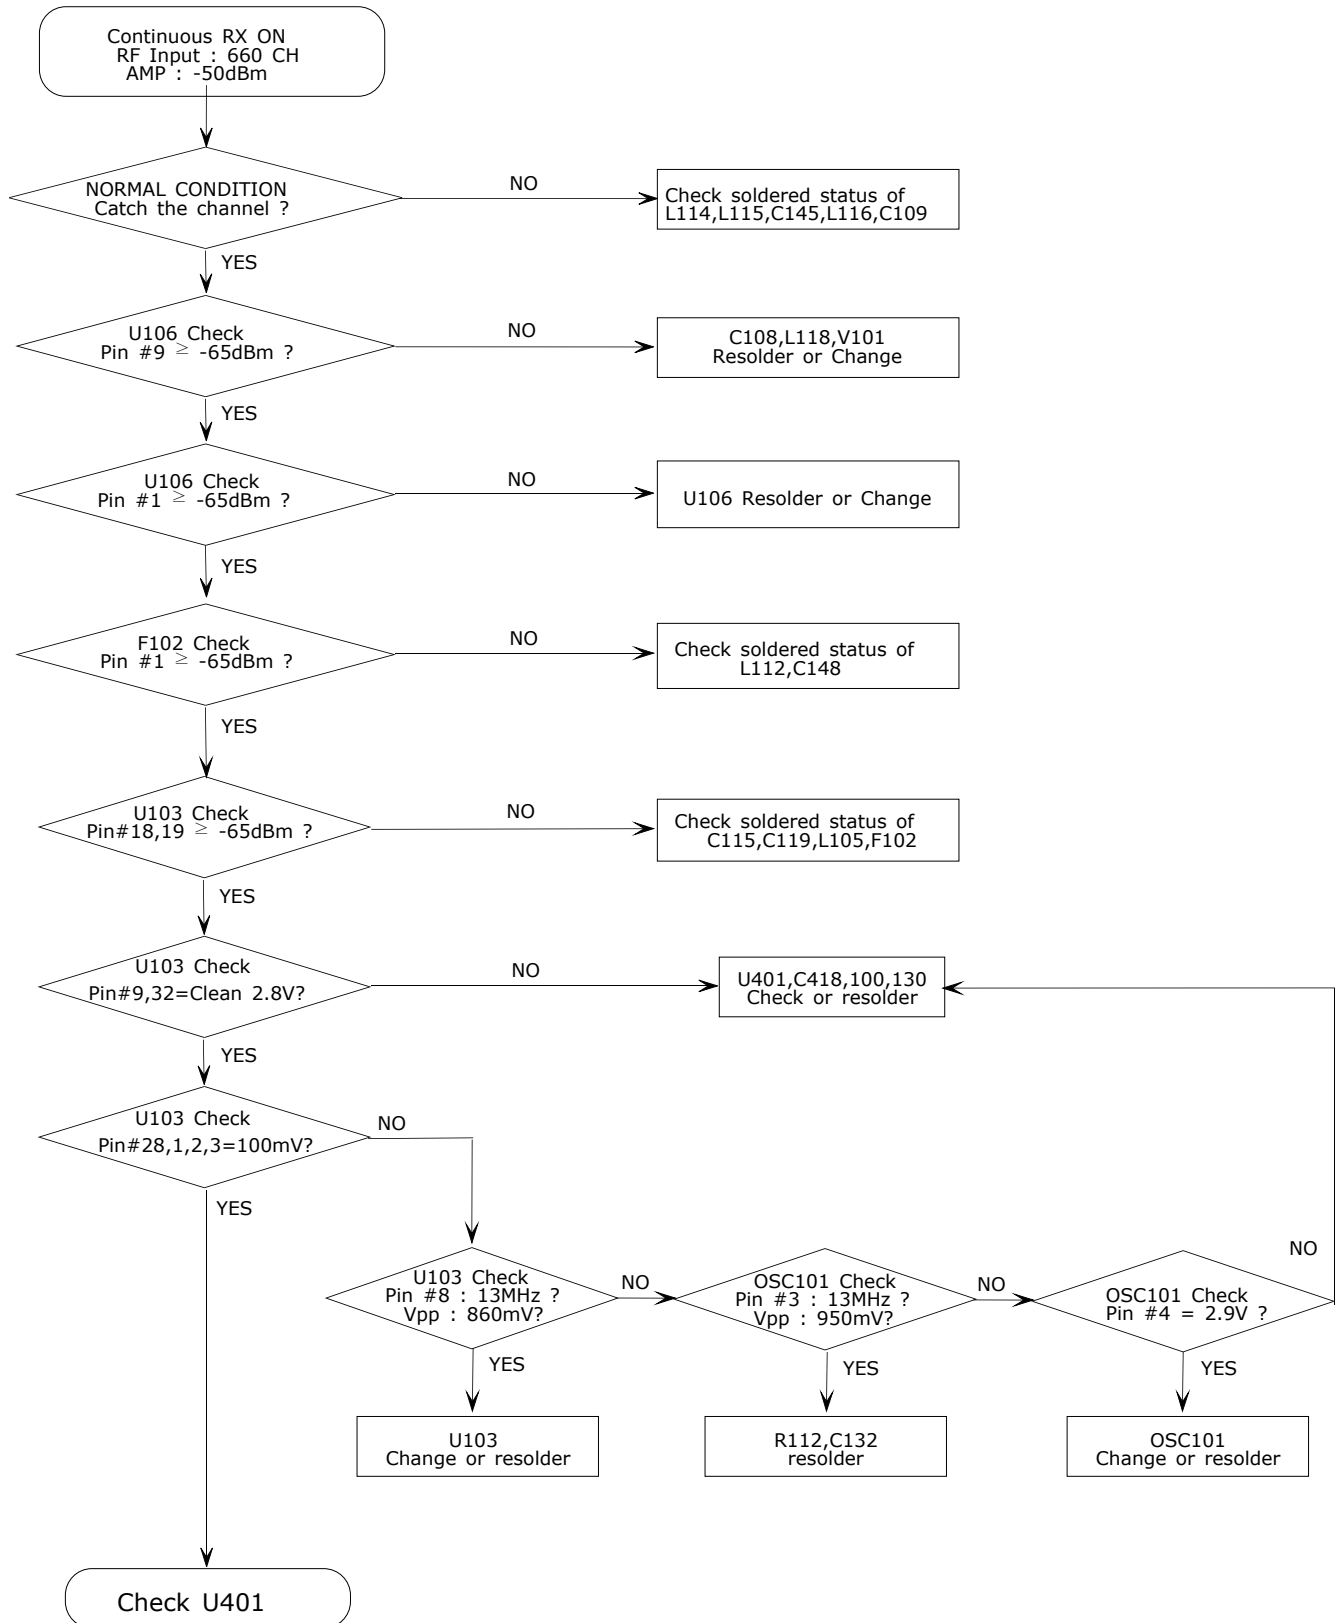 Continuous RX ON
RF Input : 660 CH
AMP : -50dBm
NORMAL CONDITION
Catch the channel ?
NO
Check soldered status of
L114,L115,C145,L116,C109
YES
U106 Check
Pin #9 ≥ -65dBm ?
NO
C108,L118,V101
Resolder or Change
YES
U106 Check
Pin #1 ≥ -65dBm ?
NO
U106 Resolder or Change
YES
F102 Check
Pin #1 ≥ -65dBm ?
NO
Check soldered status of
L112,C148
YES
U103 Check
Pin#18,19 ≥ -65dBm ?
NO
Check soldered status of
C115,C119,L105,F102
YES
U103 Check
Pin#9,32=Clean 2.8V?
NO
U401,C418,100,130
Check or resolder
YES
U103 Check
Pin#28,1,2,3=100mV?
NO
YES
U103 Check
Pin #8 : 13MHz ?
Vpp : 860mV?
NO
OSC101 Check
Pin #3 : 13MHz ?
Vpp : 950mV?
NO
OSC101 Check
Pin #4 = 2.9V ?
NO
YES
YES
YES
U103
Change or resolder
R112,C132
resolder
OSC101
Change or resolder
Check U401